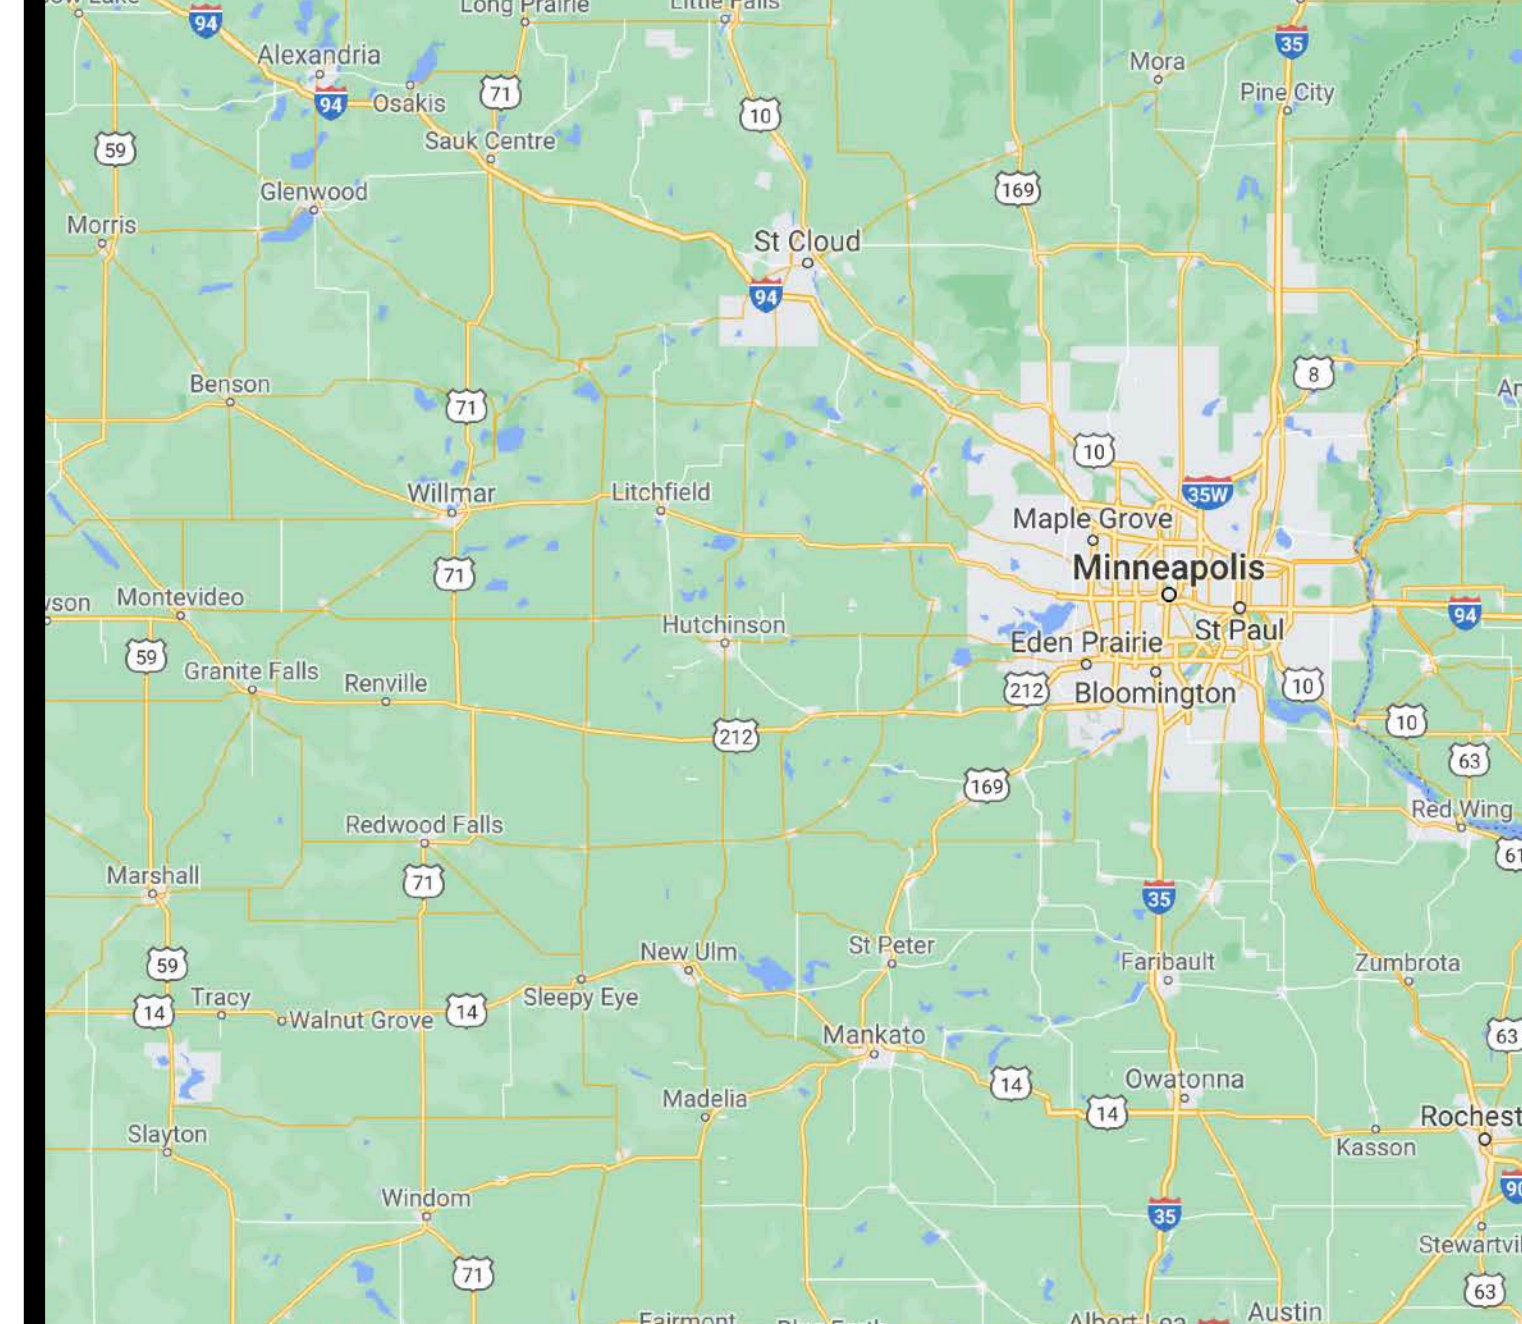 Long Prairie
94
Alexandria
94
Osakis
71
10
Mora
35
Pine City
59
Sauk Centre
Glenwood
169
Morris
St Cloud
94
8
Benson
71
10
Willmar
Litchfield
35W
Maple Grove
Minneapolis
71
Montevideo
94
Hutchinson
St Paul
Eden Prairie
59
Granite Falls
Renville
212
Bloomington
10
10
212
63
169
Red Wing
Redwood Falls
61
Marshall
71
35
New Ulm
St Peter
59
Faribault
Zumbrota
Tracy
14
Walnut Grove
14
Sleepy Eye
Mankato
63
14
Owatonna
Madelia
14
Rochest
Slayton
Kasson
Windom
90
35
Stewartvil
71
63
Austin